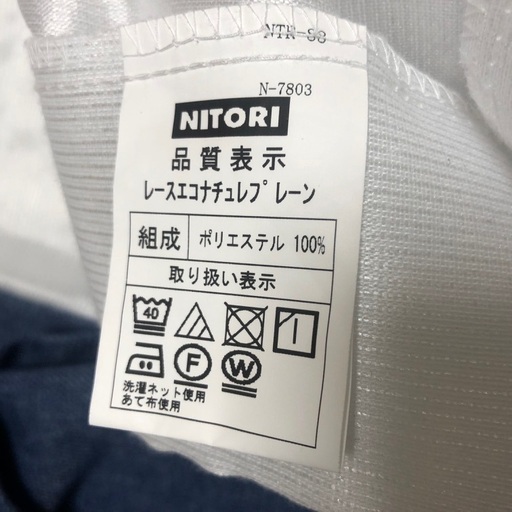 NTR-88
N-7803
NITORI
品質表示
レースエコナチュレプレーン
組成 ポリエステル 100%
取り扱い表示
40
F W
洗濯ネット使用
あて布使用